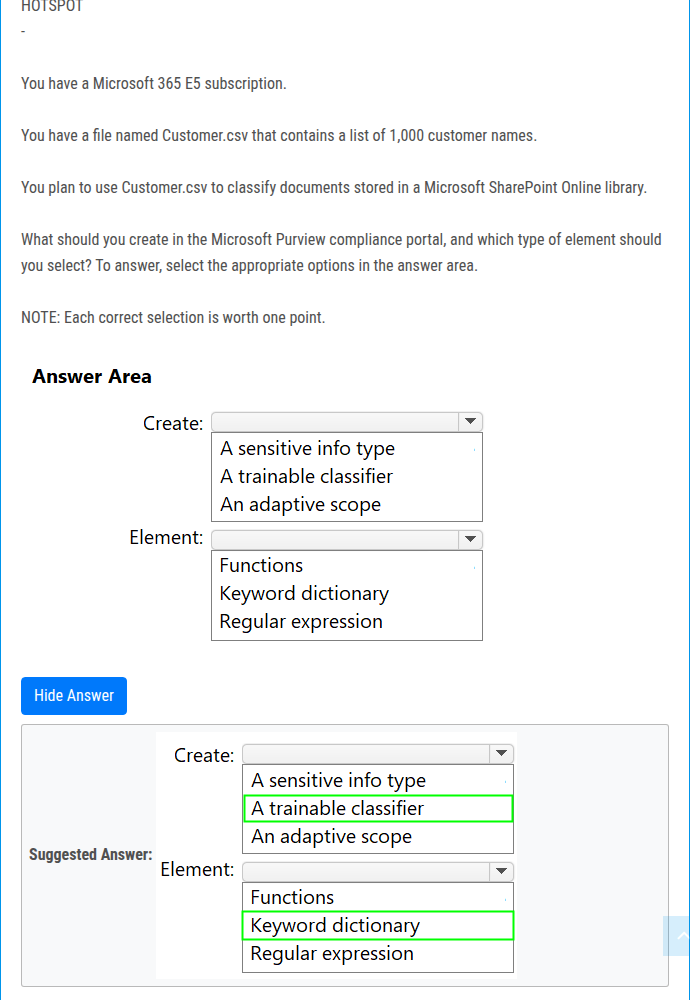 HOTSPOT
-
You have a Microsoft 365 E5 subscription.
You have a file named Customer.csv that contains a list of 1,000 customer names.
You plan to use Customer.csv to classify documents stored in a Microsoft SharePoint Online library.
What should you create in the Microsoft Purview compliance portal, and which type of element should
you select? To answer, select the appropriate options in the answer area.
NOTE: Each correct selection is worth one point.
Answer Area
Create:
A sensitive info type
A trainable classifier
An adaptive scope
Element:
Functions
Keyword dictionary
Regular expression
Hide Answer
Suggested Answer:
Create:
A sensitive info type
A trainable classifier
An adaptive scope
Element:
Functions
Keyword dictionary
Regular expression